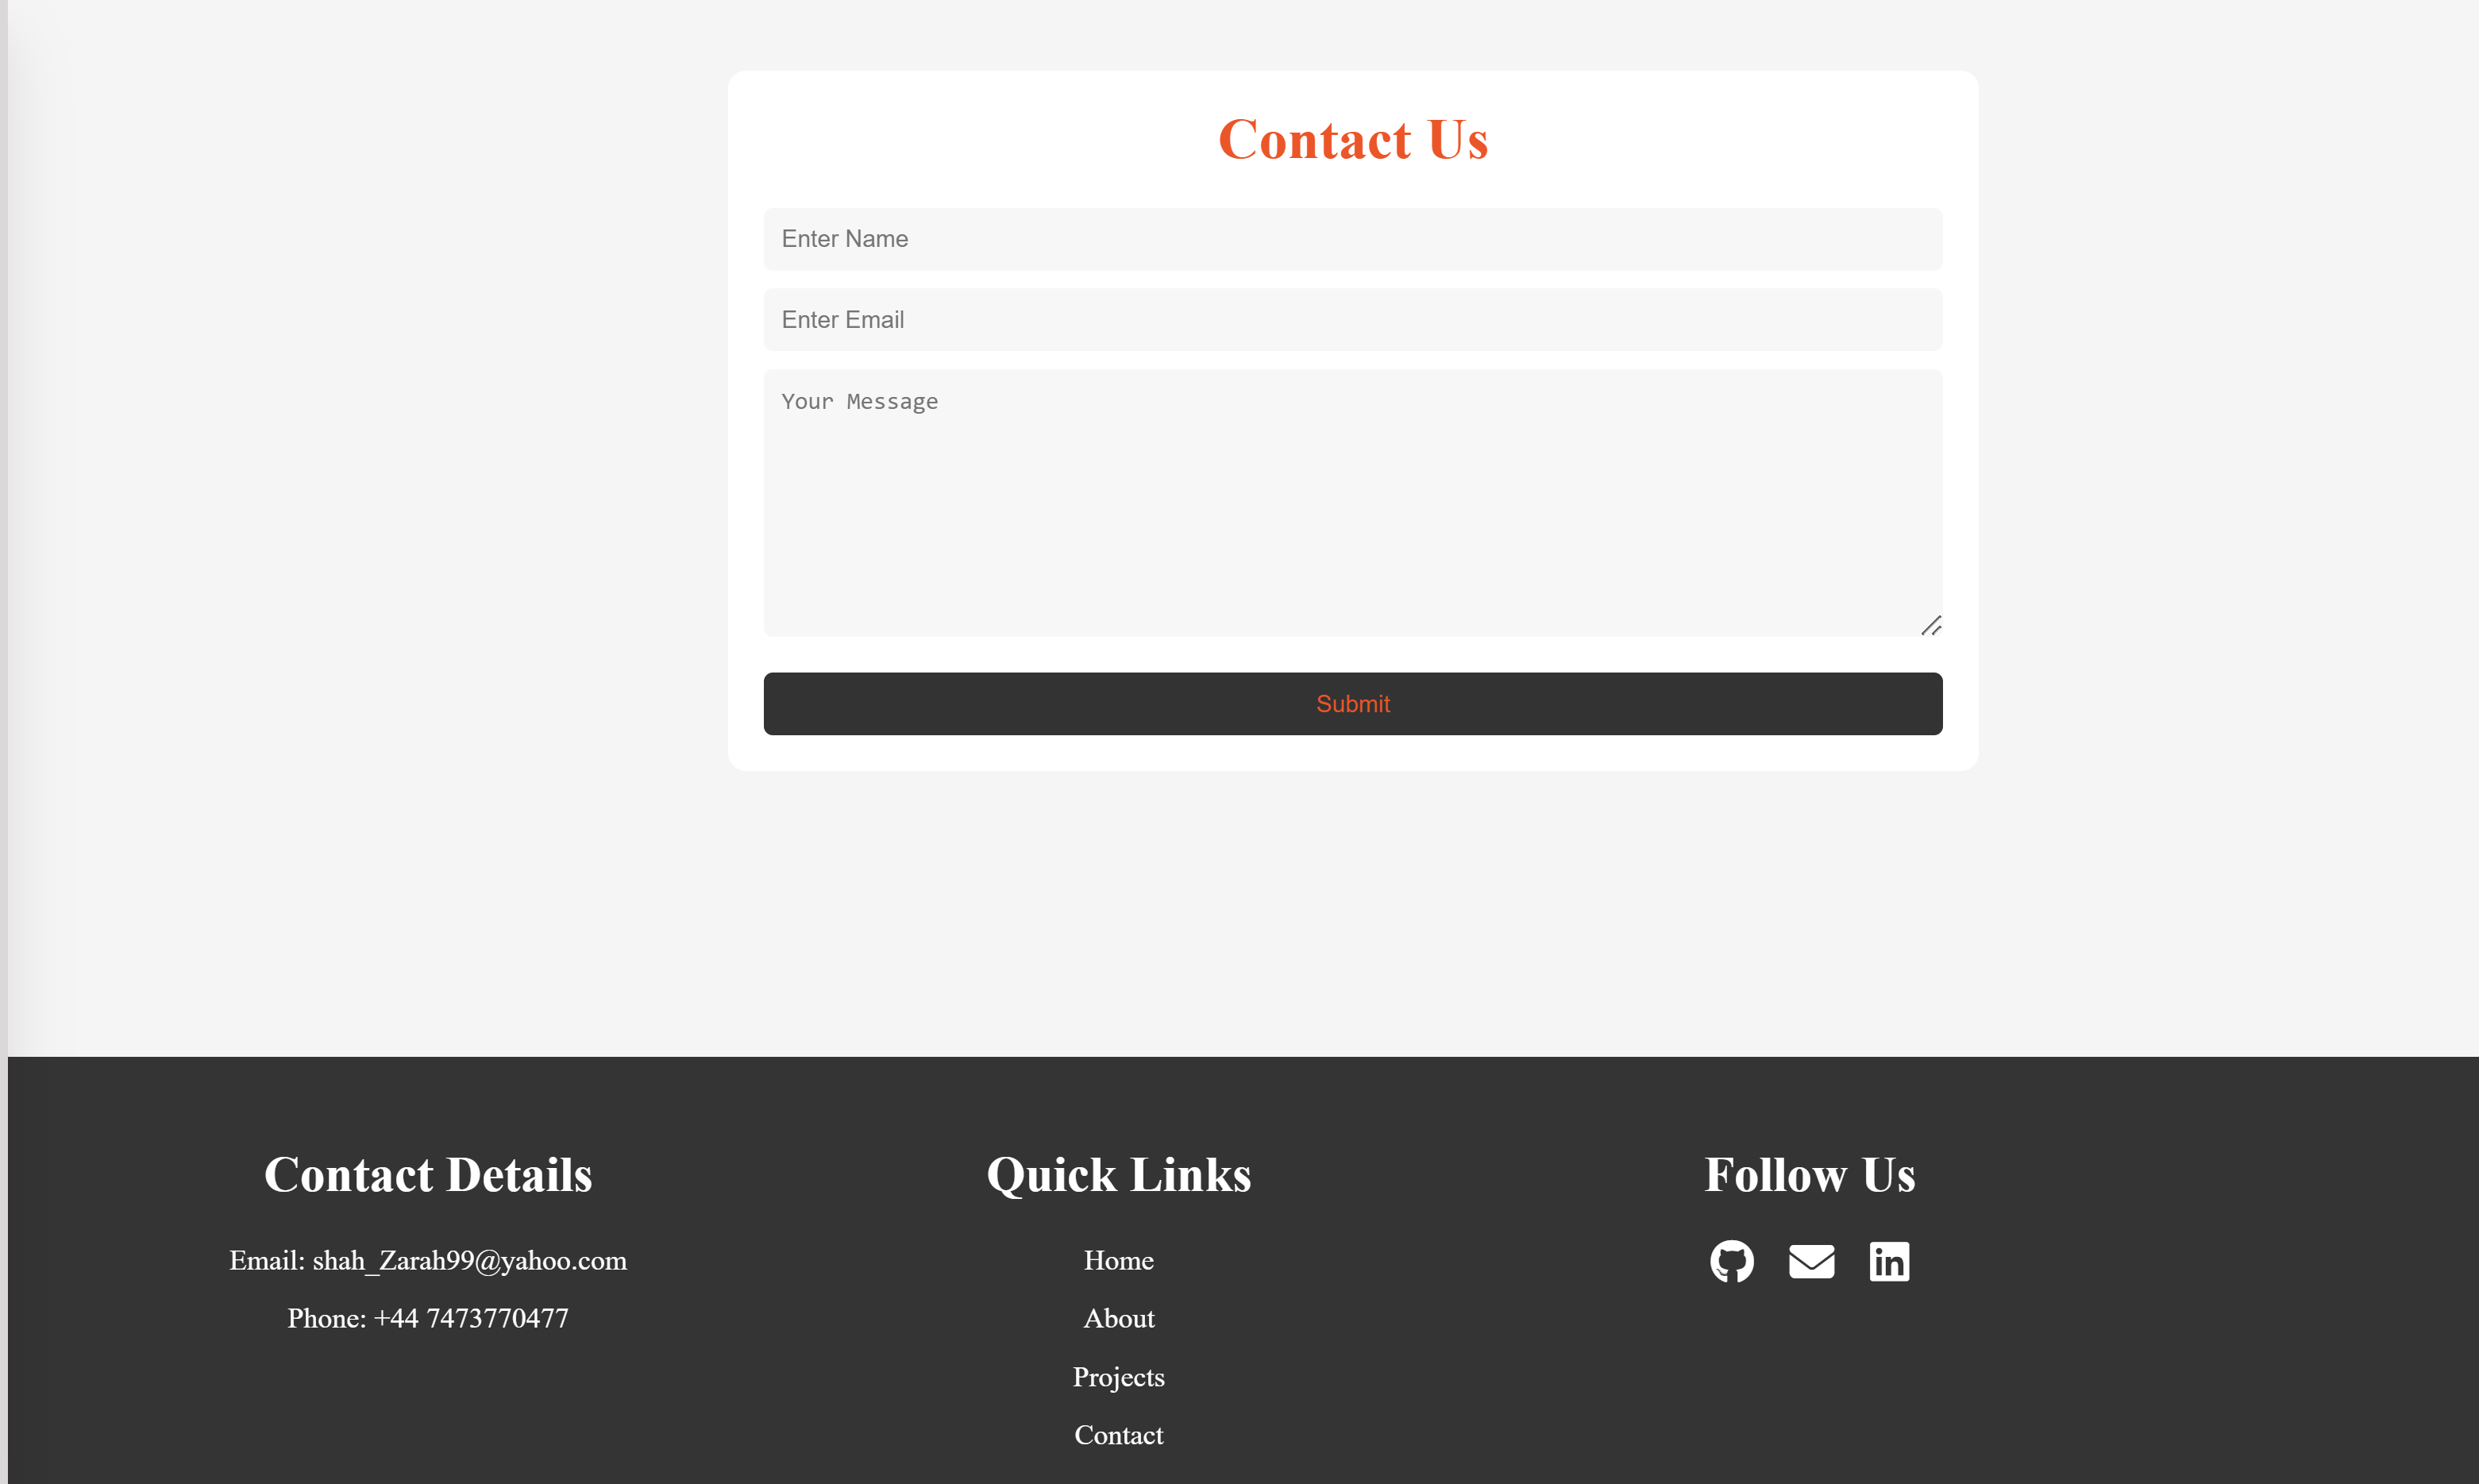 Contact Us
Enter Name
Enter Email
Your Message
Submit
Contact Details
Email: shah_Zarah99@yahoo.com
Phone: +44 7473770477
Quick Links
Home
About
Projects
Contact
Follow Us
in